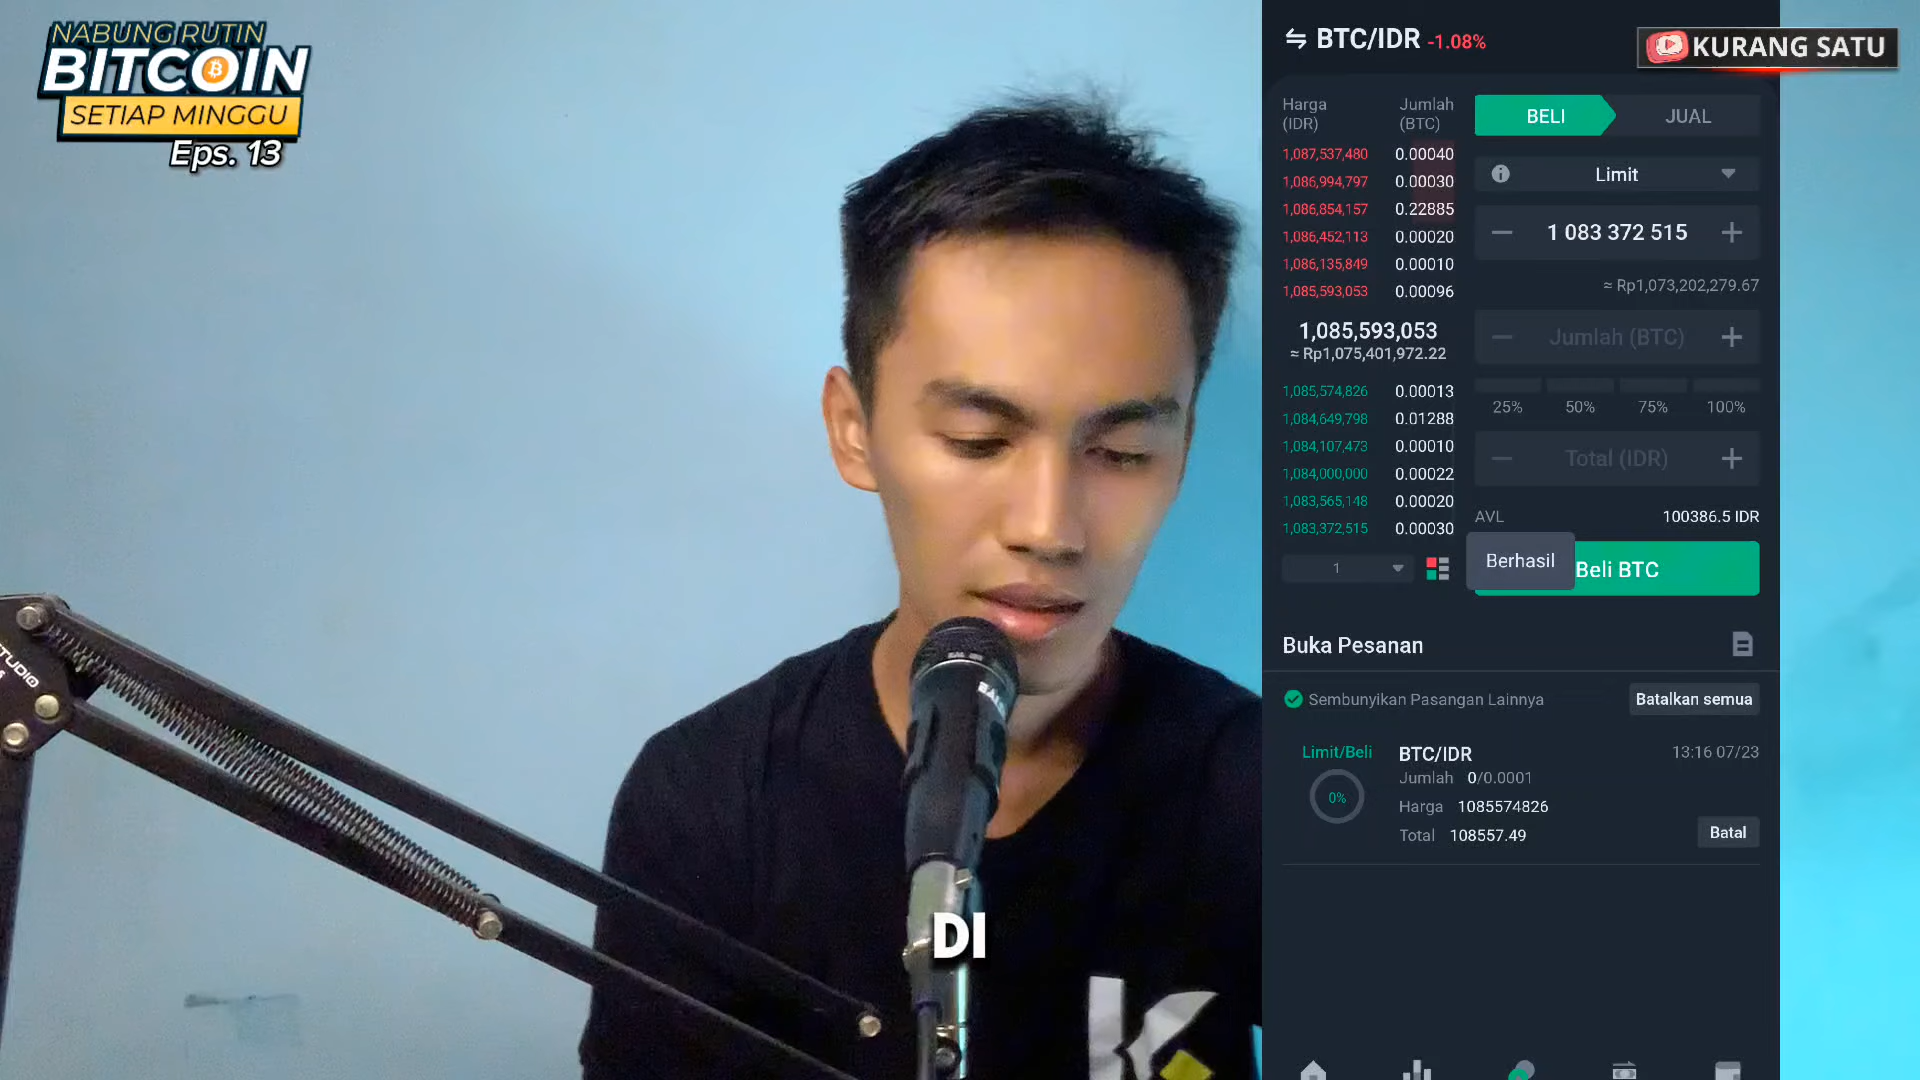 NABUNG RUTIN
BITCOIN
SETIAP MINGGU
Eps. 13
KURANG SATU
BTC/IDR -1.08%
Harga (IDR) Jumlah (BTC)
1,087,537,480 0.00040
1,086,994,797 0.00030
1,086,854,157 0.22885
1,086,452,113 0.00020
1,086,135,849 0.00010
1,085,593,053 0.00096
1,085,593,053
≈ Rp1,075,401,972.22
1,085,574,826 0.00013
1,084,649,798 0.01288
1,084,107,473 0.00010
1,084,000,000 0.00022
1,083,565,148 0.00020
1,083,372,515 0.00030
1
BELI JUAL
Limit
− 1 083 372 515 +
≈ Rp1,073,202,279.67
− Jumlah (BTC) +
25% 50% 75% 100%
− Total (IDR) +
AVL 100386.5 IDR
Berhasil
Beli BTC
Buka Pesanan
Sembunyikan Pasangan Lainnya Batalkan semua
Limit/Beli BTC/IDR 13:16 07/23
0%
Jumlah 0/0.0001
Harga 1085574826
Total 108557.49
Batal
DI
K